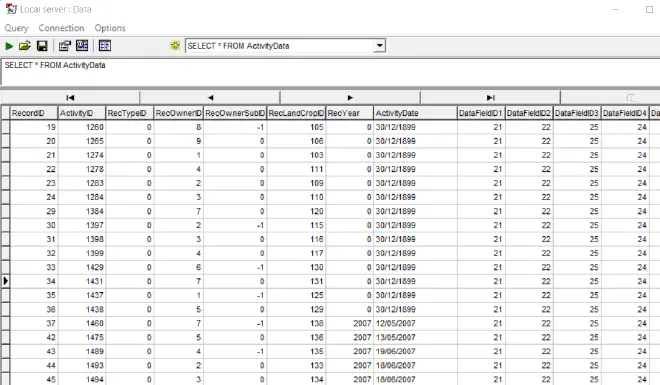 Local server : Data
Query Connection Options
SELECT * FROM ActivityData
SELECT * FROM ActivityData
RecordID ActivityID RecTypeID RecOwnerID RecOwnerSubID RecLandCropID RecYear ActivityDate DataFieldID1 DataFieldID2 DataFieldID3 DataFieldID4 Da
19 1260 0 8 -1 105 0 30/12/1899 21 22 25 24
20 1265 0 9 0 106 0 30/12/1899 21 22 25 24
21 1274 0 1 0 103 0 30/12/1899 21 22 25 24
22 1278 0 4 0 111 0 30/12/1899 21 22 25 24
23 1283 0 2 0 109 0 30/12/1899 21 22 25 24
24 1284 0 3 0 110 0 30/12/1899 21 22 25 24
29 1384 0 7 0 120 0 30/12/1899 21 22 25 24
30 1397 0 2 -1 115 0 30/12/1899 21 22 25 24
31 1398 0 3 0 116 0 30/12/1899 21 22 25 24
32 1399 0 4 0 117 0 30/12/1899 21 22 25 24
33 1429 0 6 -1 130 0 30/12/1899 21 22 25 24
34 1431 0 7 0 131 0 30/12/1899 21 22 25 24
35 1437 0 1 -1 125 0 30/12/1899 21 22 25 24
36 1438 0 5 0 129 0 30/12/1899 21 22 25 24
37 1460 0 7 -1 138 2007 12/05/2007 21 22 25 24
42 1475 0 5 0 136 2007 13/05/2007 21 22 25 24
43 1489 0 4 -1 135 2007 19/06/2007 21 22 25 24
44 1493 0 2 0 133 2007 18/06/2007 21 22 25 24
45 1494 0 3 0 134 2007 18/06/2007 21 22 25 24